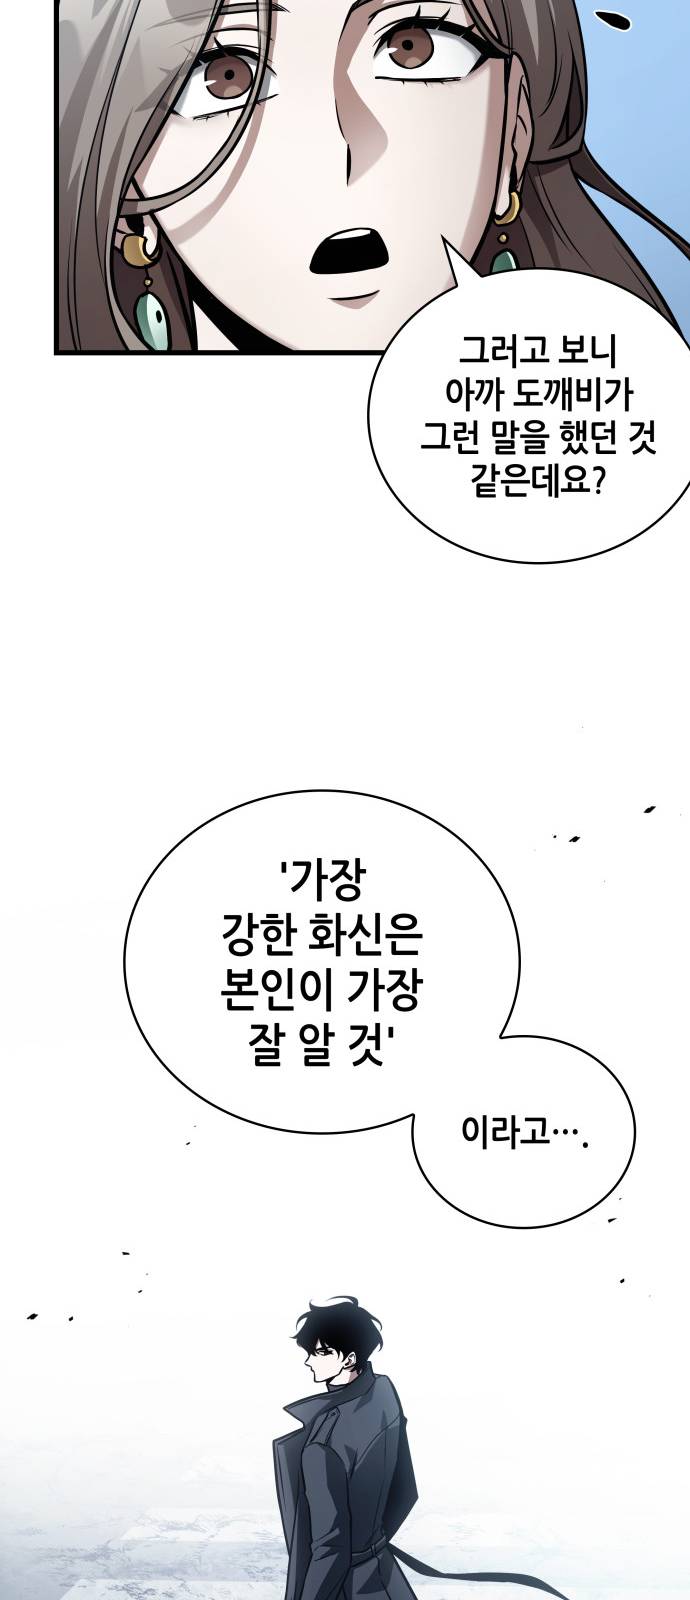 그러고 보니
아까 도깨비가
그런 말을 했던 것
같은데요?
'가장
강한 화신은
본인이 가장
잘 알 것'
이라고….